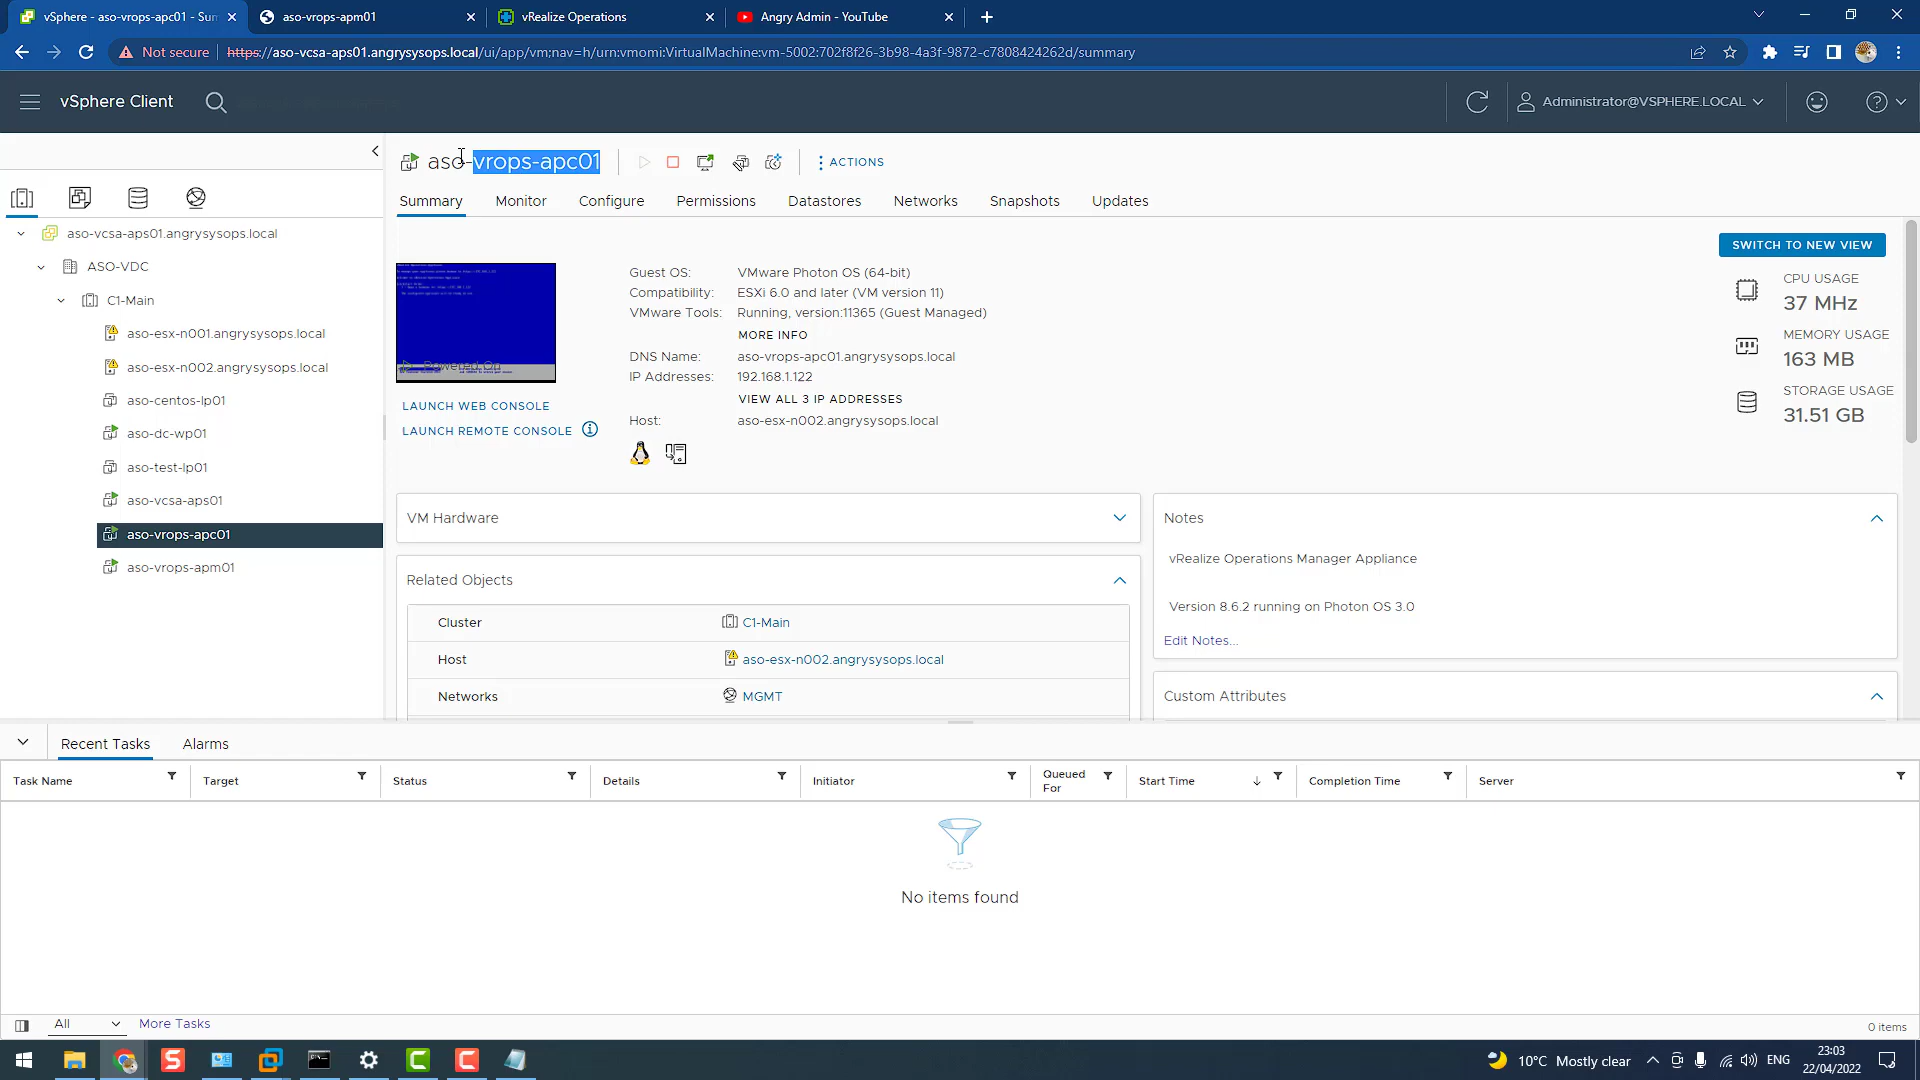 vSphere - aso-vrops-apc01 - Sum
aso-vrops-apm01
vRealize Operations
Angry Admin - YouTube
Not secure
https://aso-vcsa-aps01.angrysysops.local/ui/app/vm;nav=h/urn:vmomi:VirtualMachine:vm-5002:702f8f26-3b98-4a3f-9872-c7808424262d/summary
vSphere Client
Administrator@VSPHERE.LOCAL
aso-vrops-apc01
ACTIONS
Summary
Monitor
Configure
Permissions
Datastores
Networks
Snapshots
Updates
aso-vcsa-aps01.angrysysops.local
ASO-VDC
C1-Main
aso-esx-n001.angrysysops.local
aso-esx-n002.angrysysops.local
aso-centos-lp01
aso-dc-wp01
aso-test-lp01
aso-vcsa-aps01
aso-vrops-apc01
aso-vrops-apm01
Powered On
LAUNCH WEB CONSOLE
LAUNCH REMOTE CONSOLE
Guest OS: VMware Photon OS (64-bit)
Compatibility: ESXi 6.0 and later (VM version 11)
VMware Tools: Running, version:11365 (Guest Managed)
MORE INFO
DNS Name: aso-vrops-apc01.angrysysops.local
IP Addresses: 192.168.1.122
VIEW ALL 3 IP ADDRESSES
Host: aso-esx-n002.angrysysops.local
SWITCH TO NEW VIEW
CPU USAGE
37 MHz
MEMORY USAGE
163 MB
STORAGE USAGE
31.51 GB
VM Hardware
Related Objects
Cluster C1-Main
Host aso-esx-n002.angrysysops.local
Networks MGMT
Notes
vRealize Operations Manager Appliance
Version 8.6.2 running on Photon OS 3.0
Edit Notes...
Custom Attributes
Recent Tasks
Alarms
Task Name
Target
Status
Details
Initiator
Queued
For
Start Time
Completion Time
Server
No items found
All
More Tasks
0 items
10°C Mostly clear
ENG
23:03
22/04/2022